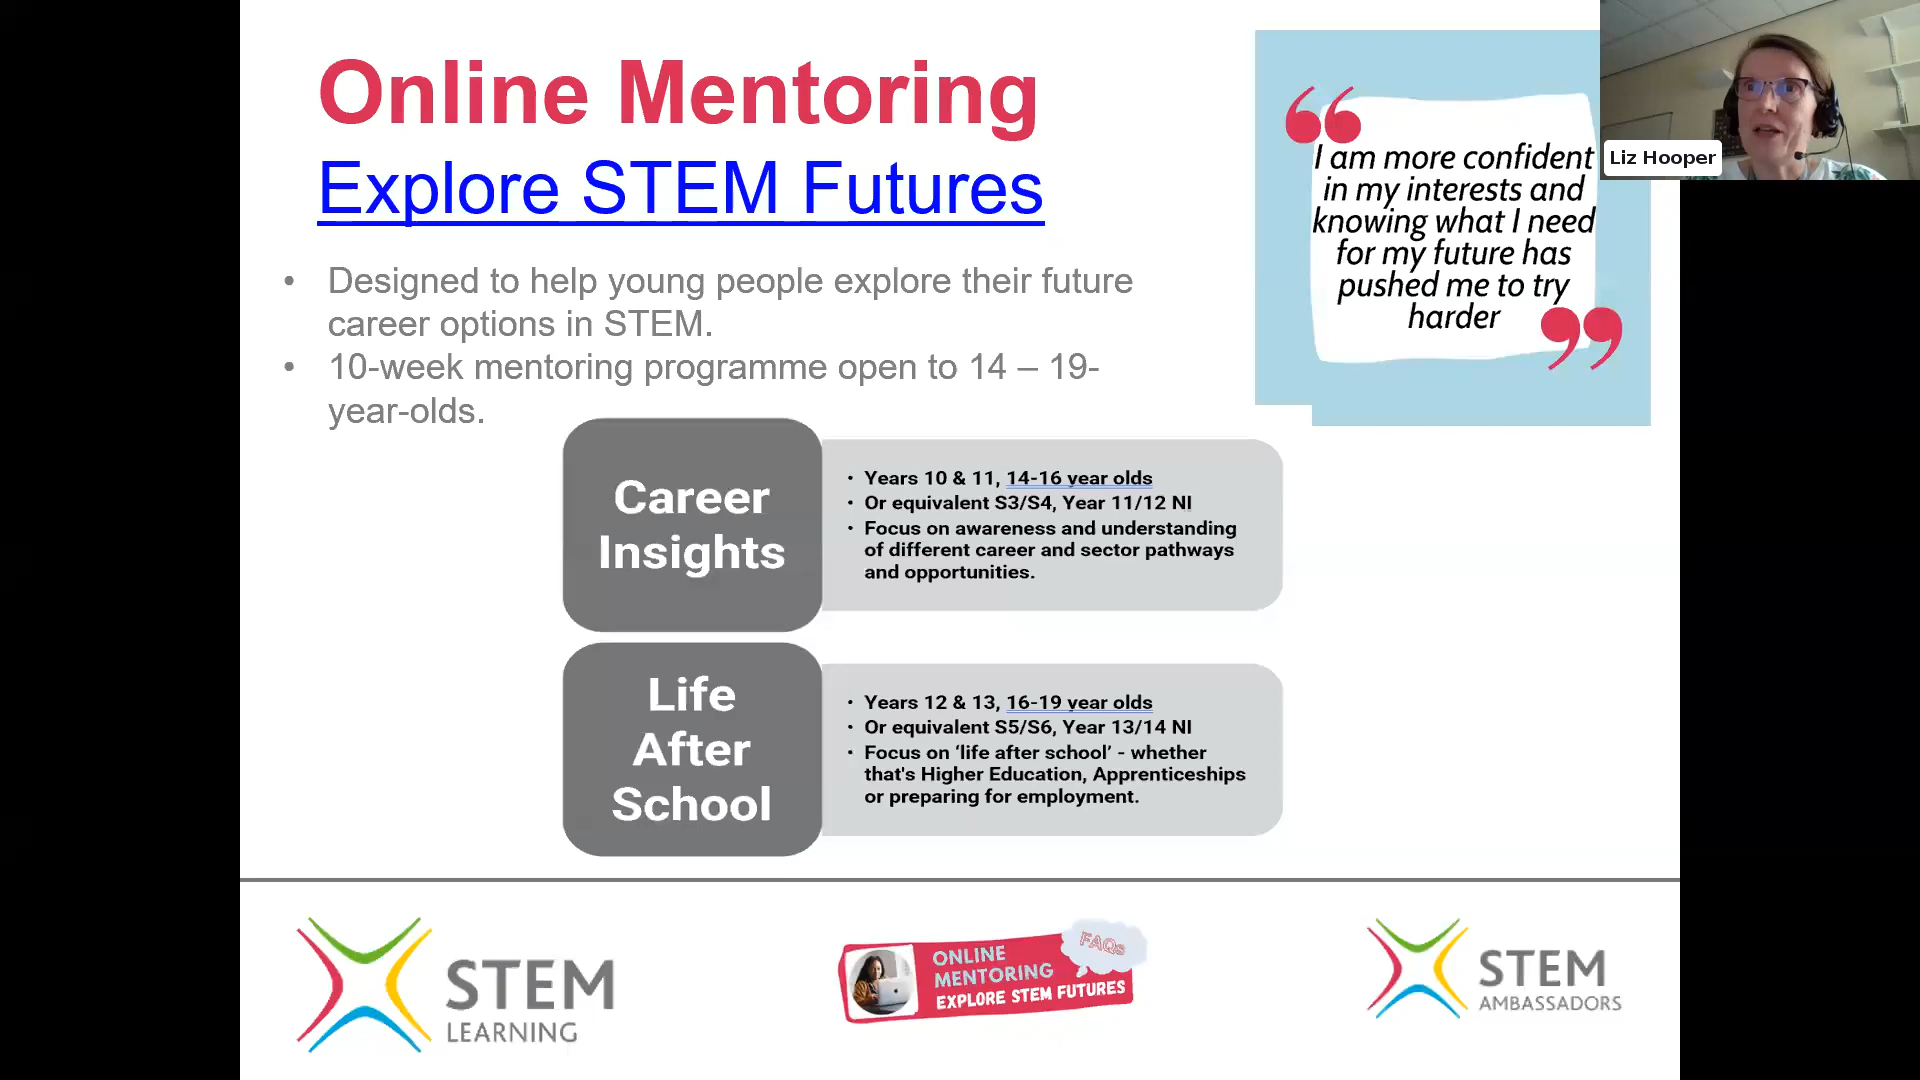 Online Mentoring
Explore STEM Futures
• Designed to help young people explore their future
career options in STEM.
• 10-week mentoring programme open to 14 – 19-
year-olds.
“
I am more confident
in my interests and
knowing what I need
for my future has
pushed me to try
harder
”
Liz Hooper
Career
Insights
• Years 10 & 11, 14-16 year olds
• Or equivalent S3/S4, Year 11/12 NI
• Focus on awareness and understanding
of different career and sector pathways
and opportunities.
Life
After
School
• Years 12 & 13, 16-19 year olds
• Or equivalent S5/S6, Year 13/14 NI
• Focus on ‘life after school’ - whether
that's Higher Education, Apprenticeships
or preparing for employment.
STEM
LEARNING
FAQs
ONLINE
MENTORING
EXPLORE STEM FUTURES
STEM
AMBASSADORS